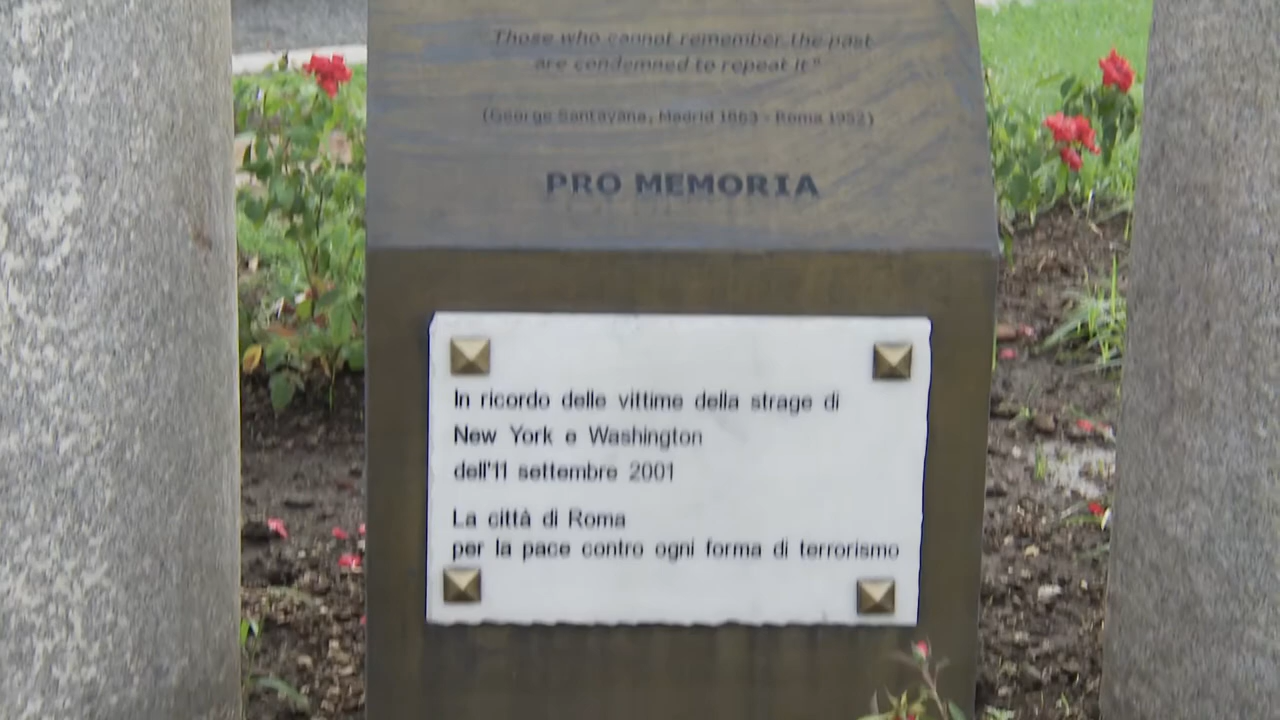 "Those who cannot remember the past
are condemned to repeat it"
(George Santayana, Madrid 1863 - Roma 1952)
PRO MEMORIA
In ricordo delle vittime della strage di
New York e Washington
dell'11 settembre 2001
La città di Roma
per la pace contro ogni forma di terrorismo